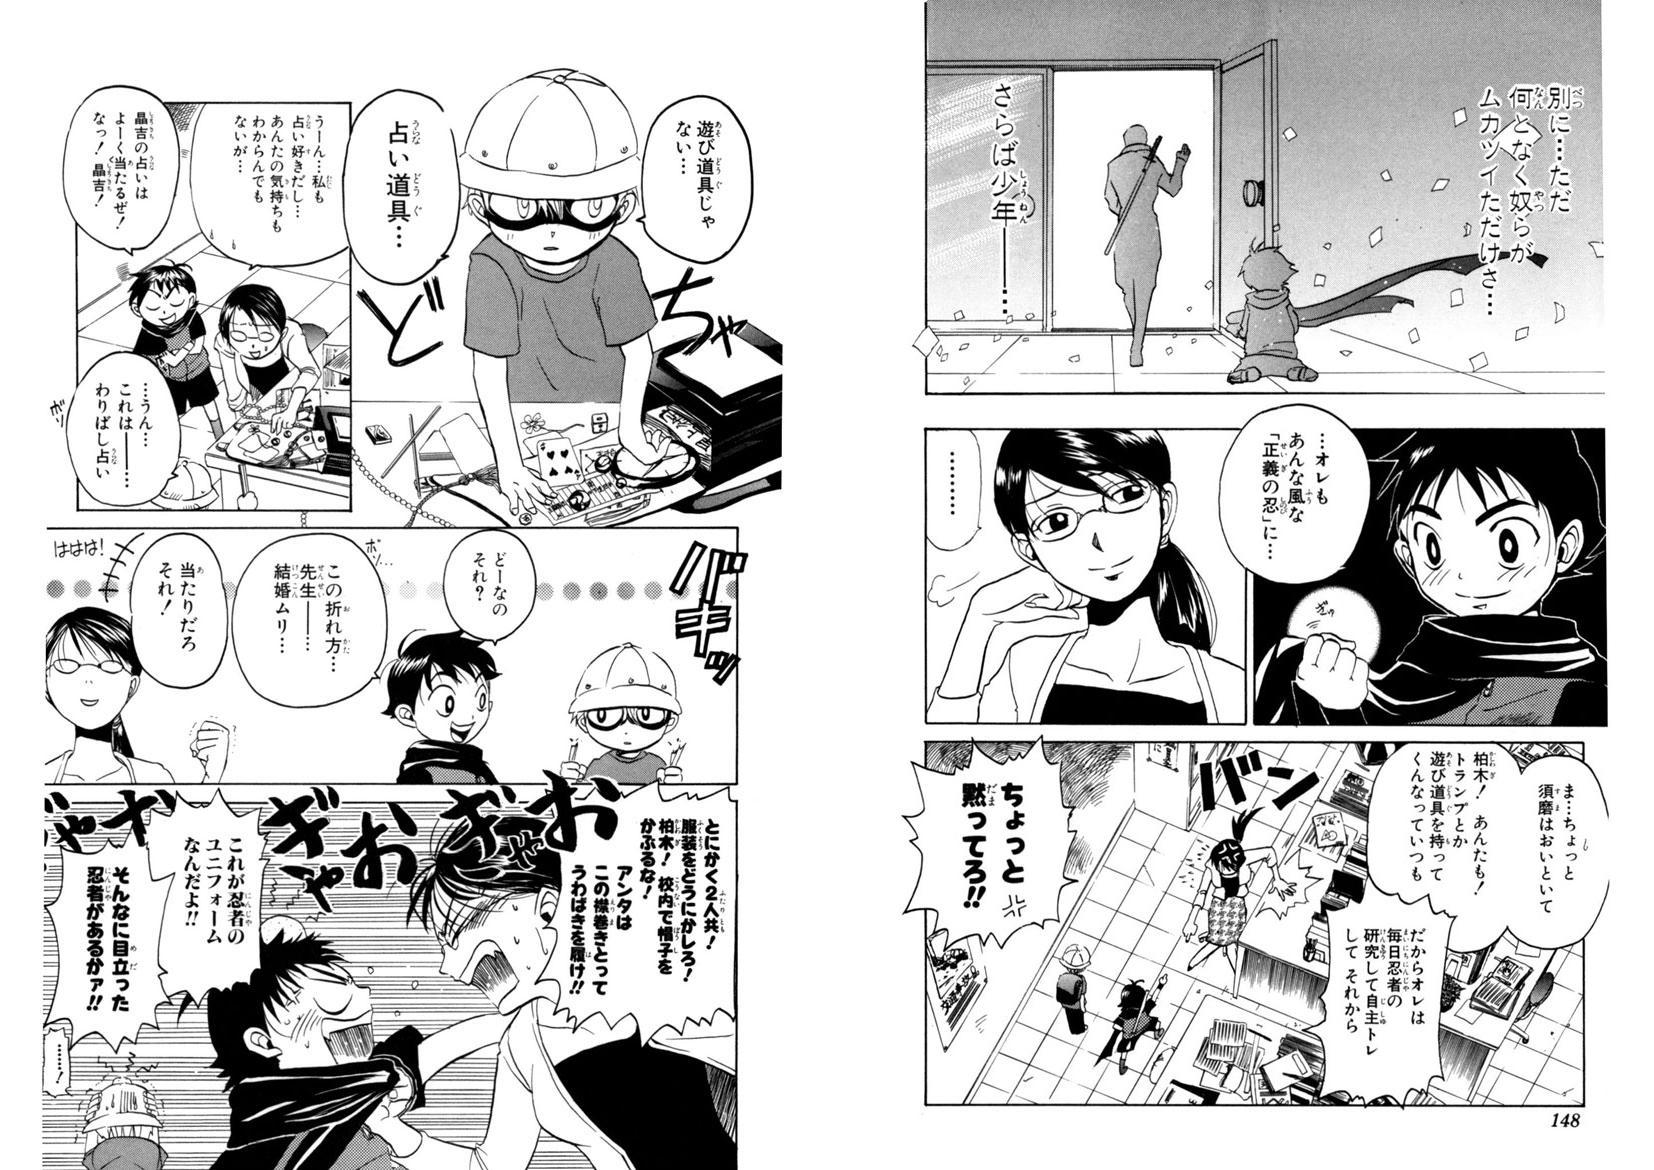 別に…ただ
何となく奴らが
ムカツイただけさ…
さらば少年――――…
…オレも
あんな風な
「正義の忍」に…
………
ま…ちょっと
須磨はおいといて
柏木!あんたも!
トランプとか
遊び道具を持って
くんなっていつも
だからオレは
毎日忍者の
研究して自主トレ
して それから
バン
ちょっと
黙ってろ!!
148
遊び道具じゃ
ない…
占い道具…
ど
ちゃ
うーん…私も
占い好きだし…
あんたの気持ちも
わからんでも
ないが…
晶吉の占いは
よーく当たるぜ!
なっ!晶吉!
…うん…
これは――
わりばし占い
ボソ
バキッ
どーなの
それ?
ボソ…
この折れ方…
先生――…
結婚ムリ…
当たりだろ
それ!
ははは!
とにかく2人共!
服装をどうにかしろ!
柏木!校内で帽子を
かぶるな!
アンタは
この襟巻きとって
うわばきを履け!!
ぎゃお
ぎゃお
ぎゃお
これが忍者の
ユニフォーム
なんだよ!!
そんなに目立った
忍者があるかァ!!
……!